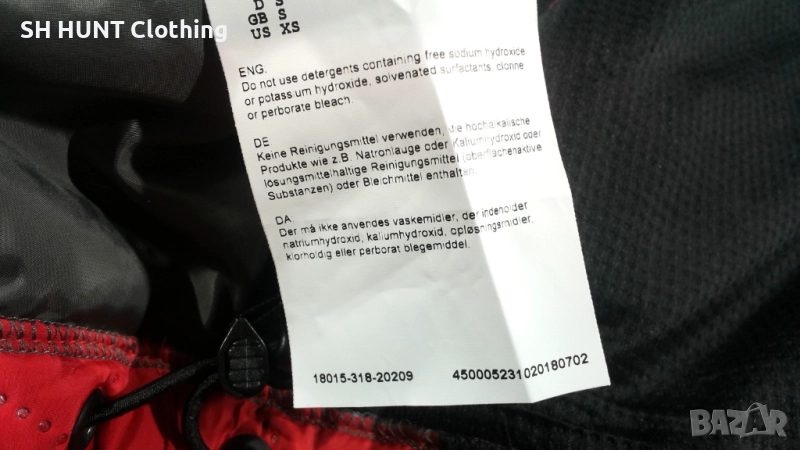 SH HUNT Clothing
D S
GB S
US XS
ENG.
Do not use detergents containing free sodium hydroxide
or potassium hydroxide, solvenated surfactants, clorine
or perborate bleach.
DE
Keine Reinigungsmittel verwenden, die hochalkalische
Produkte wie z.B. Natronlauge oder Kaliumhydroxid oder
lösungsmittelhaltige Reinigungsmittel (oberflächenaktive
Substanzen) oder Bleichmittel enthalten.
DA
Der må ikke anvendes vaskemidler, der indenolder
natriumhydroxid, kaliumhydroxid, opløsningsmidler,
klorholdig eller perborat blegemiddel.
18015-318-20209 450005231020180702
BAZAR